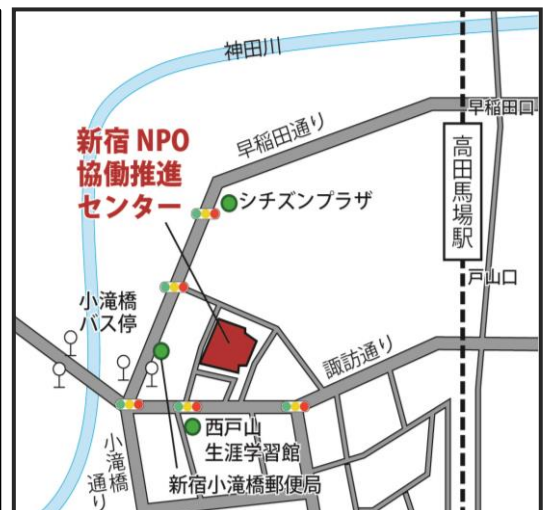 神田川
早稲田口
早稲田通り
新宿 NPO
協働推進
センター
高田馬場駅
シチズンプラザ
戸山口
小滝橋
バス停
諏訪通り
西戸山
生涯学習館
小滝橋
通り
新宿小滝橋郵便局